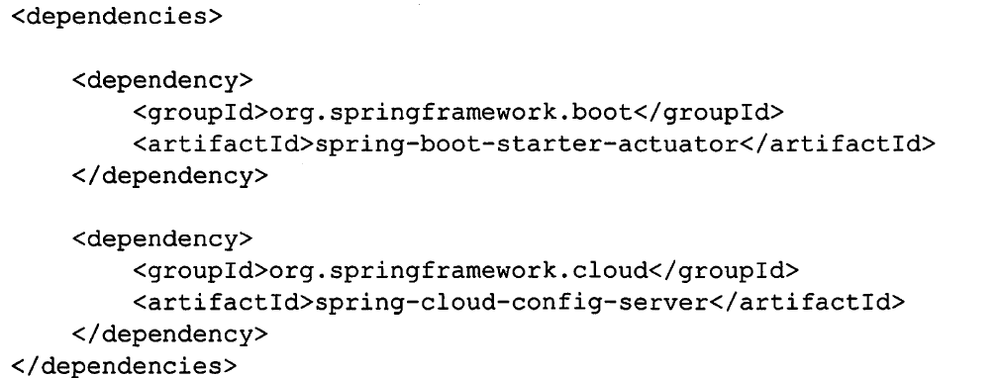 <dependencies>
    <dependency>
        <groupId>org.springframework.boot</groupId>
        <artifactId>spring-boot-starter-actuator</artifactId>
    </dependency>
    <dependency>
        <groupId>org.springframework.cloud</groupId>
        <artifactId>spring-cloud-config-server</artifactId>
    </dependency>
</dependencies>